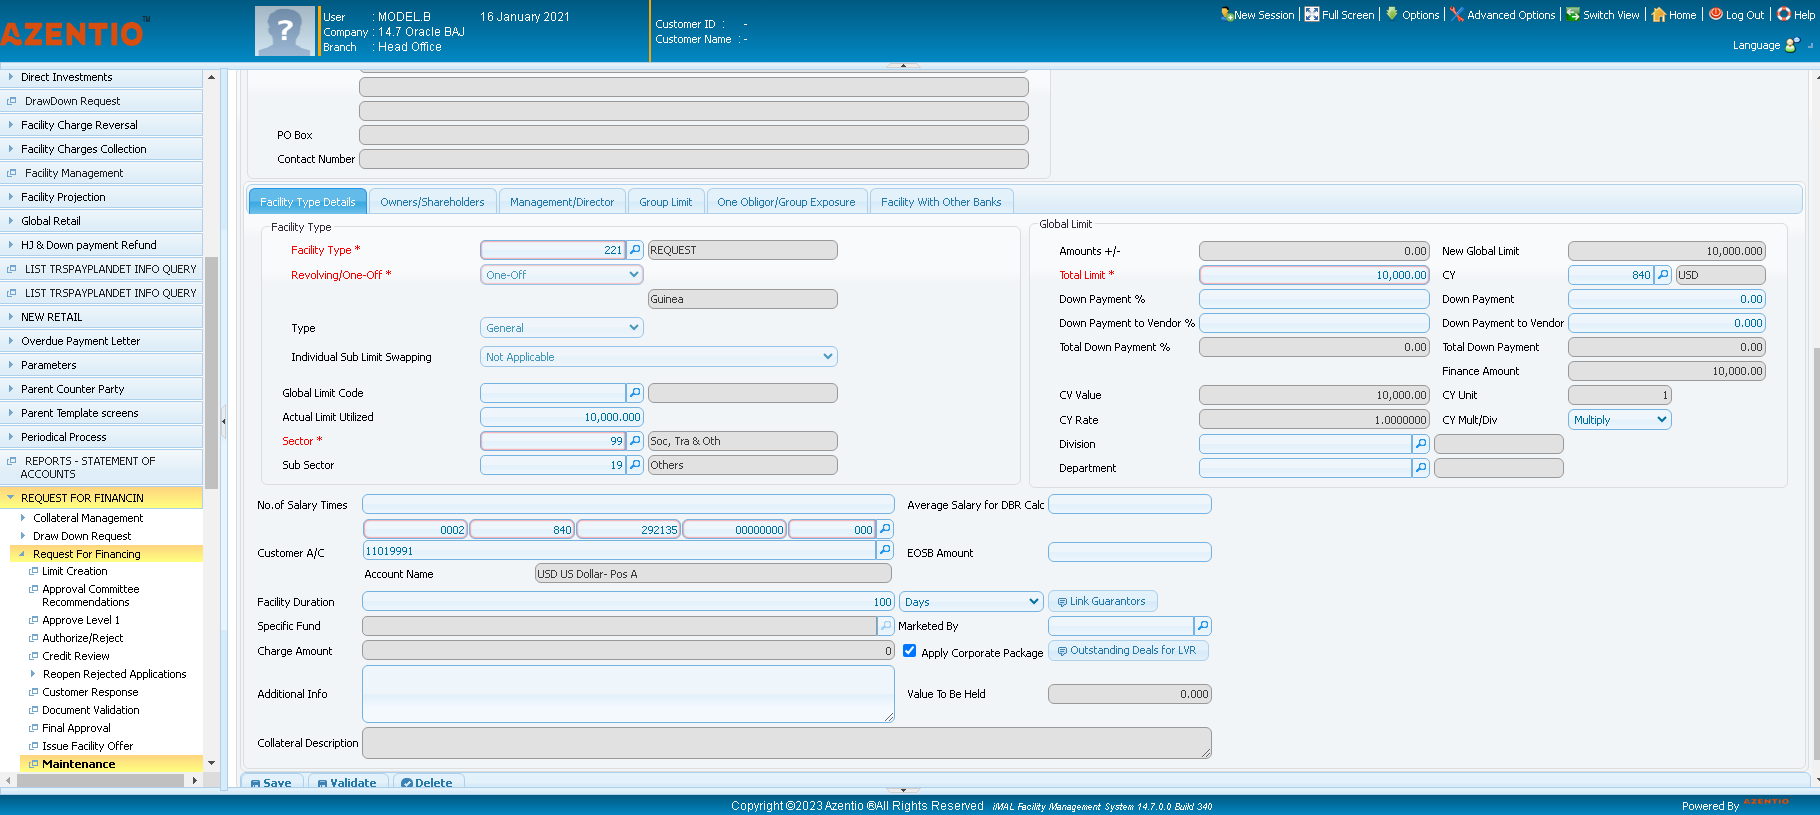 AZENTIO™
User : MODEL.B 16 January 2021
Company : 14.7 Oracle BAJ
Branch : Head Office
Customer ID : -
Customer Name : -
New Session Full Screen Options Advanced Options Switch View Home Log Out Help
Language
Direct Investments
DrawDown Request
Facility Charge Reversal
Facility Charges Collection
Facility Management
Facility Projection
Global Retail
HJ & Down payment Refund
LIST TRSPAYPLANDET INFO QUERY
LIST TRSPAYPLANDET INFO QUERY
NEW RETAIL
Overdue Payment Letter
Parameters
Parent Counter Party
Parent Template screens
Periodical Process
REPORTS - STATEMENT OF
ACCOUNTS
REQUEST FOR FINANCIN
Collateral Management
Draw Down Request
Request For Financing
Limit Creation
Approval Committee
Recommendations
Approve Level 1
Authorize/Reject
Credit Review
Reopen Rejected Applications
Customer Response
Document Validation
Final Approval
Issue Facility Offer
Maintenance
PO Box
Contact Number
Facility Type Details Owners/Shareholders Management/Director Group Limit One Obligor/Group Exposure Facility With Other Banks
Facility Type
Facility Type * 221 REQUEST
Revolving/One-Off * One-Off
Guinea
Type General
Individual Sub Limit Swapping Not Applicable
Global Limit Code
Actual Limit Utilized 10,000.000
Sector * 99 Soc, Tra & Oth
Sub Sector 19 Others
Global Limit
Amounts +/- 0.00 New Global Limit 10,000.000
Total Limit * 10,000.00 CY 840 USD
Down Payment % Down Payment 0.00
Down Payment to Vendor % Down Payment to Vendor 0.000
Total Down Payment % 0.00 Total Down Payment 0.00
Finance Amount 10,000.00
CV Value 10,000.00 CY Unit 1
CY Rate 1.0000000 CY Mult/Div Multiply
Division
Department
No.of Salary Times Average Salary for DBR Calc
0002 840 292135 00000000 000
Customer A/C 11019991 EOSB Amount
Account Name USD US Dollar- Pos A
Facility Duration 100 Days Link Guarantors
Specific Fund Marketed By
Charge Amount 0 Apply Corporate Package Outstanding Deals for LVR
Additional Info Value To Be Held 0.000
Collateral Description
Save Validate Delete
Copyright ©2023 Azentio ®All Rights Reserved iMAL Facility Management System 14.7.0.0 Build 340
Powered By AZENTIO